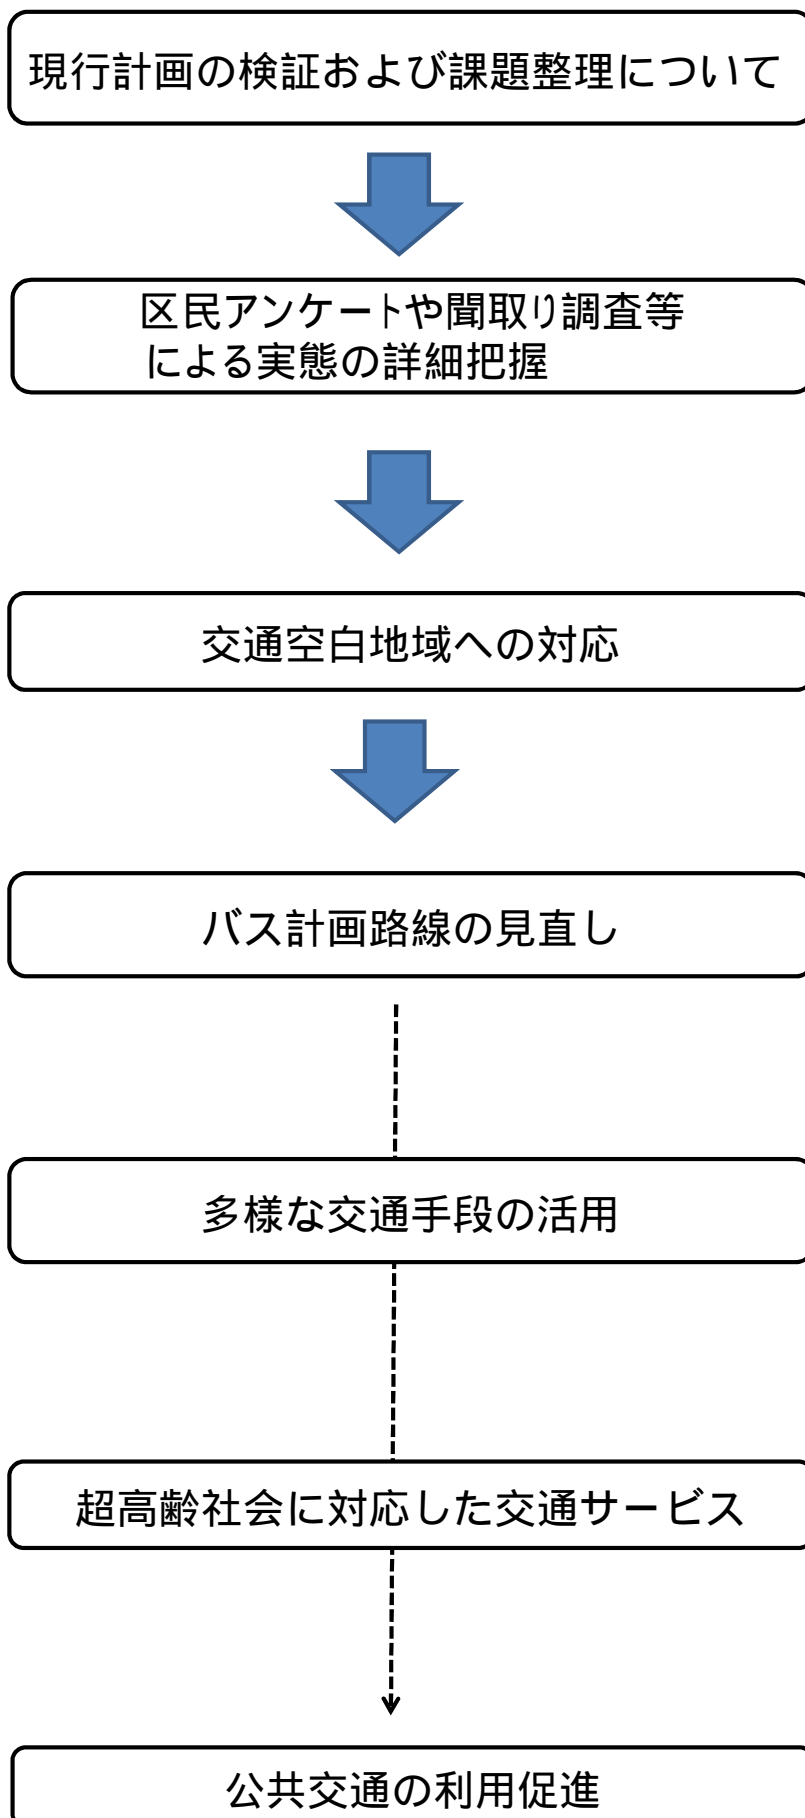 現行計画の検証および課題整理について
区民アンケートや聞取り調査等
による実態の詳細把握
交通空白地域への対応
バス計画路線の見直し
多様な交通手段の活用
超高齢社会に対応した交通サービス
公共交通の利用促進